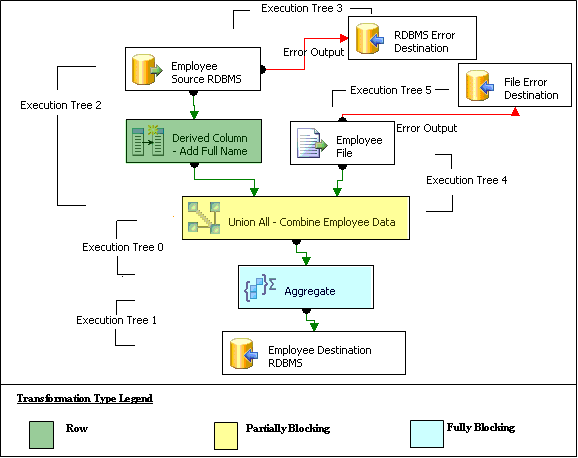 Execution Tree 3
RDBMS Error
Destination
Employee
Source RDBMS
Error Output
File Error
Destination
Execution Tree 5
Execution Tree 2
Derived Column
- Add Full Name
Employee
File
Error Output
Execution Tree 4
Union All - Combine Employee Data
Execution Tree 0
Aggregate
Execution Tree 1
Employee Destination
RDBMS
Transformation Type Legend
Row
Partially Blocking
Fully Blocking